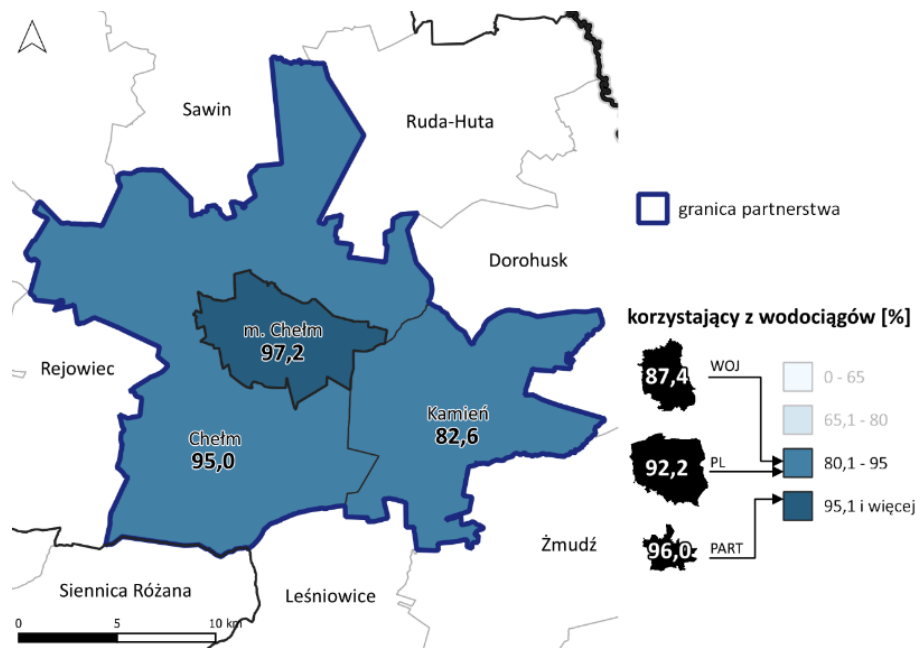 Sawin
Ruda-Huta
granica partnerstwa
Dorohusk
korzystający z wodociągów [%]
m. Chełm
97,2
Rejowiec
87,4
WOJ
0 - 65
65,1 - 80
Kamień
82,6
Chełm
95,0
92,2
PL
80,1 - 95
95,1 i więcej
96,0
PART
Żmudź
Siennica Różana
Leśniowice
0 5 10 km